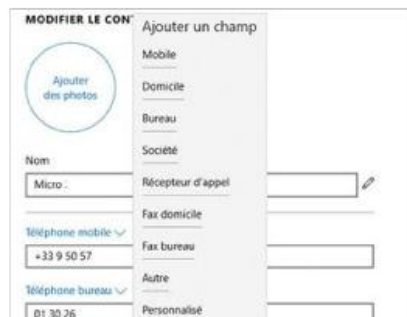 MODIFIER LE CON
Ajouter
des photos
Nom
Micro .
Téléphone mobile
+33 9 50 57
Téléphone bureau
01 30 26
Ajouter un champ
Mobile
Domicile
Bureau
Société
Récepteur d'appel
Fax domicile
Fax bureau
Autre
Personnalisé